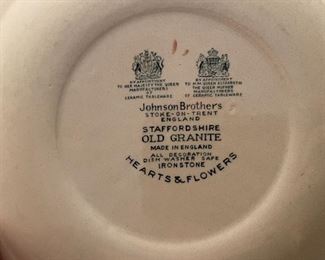 BY APPOINTMENT
TO HER MAJESTY THE QUEEN
MANUFACTURERS
OF
CERAMIC TABLEWARE
BY APPOINTMENT
TO H.M. QUEEN ELIZABETH
THE QUEEN MOTHER
MANUFACTURERS
OF CERAMIC TABLEWARE
Johnson Brothers
STOKE-ON-TRENT
ENGLAND
STAFFORDSHIRE
OLD GRANITE
MADE IN ENGLAND
ALL DECORATION
DISH WASHER SAFE
IRONSTONE
HEARTS & FLOWERS